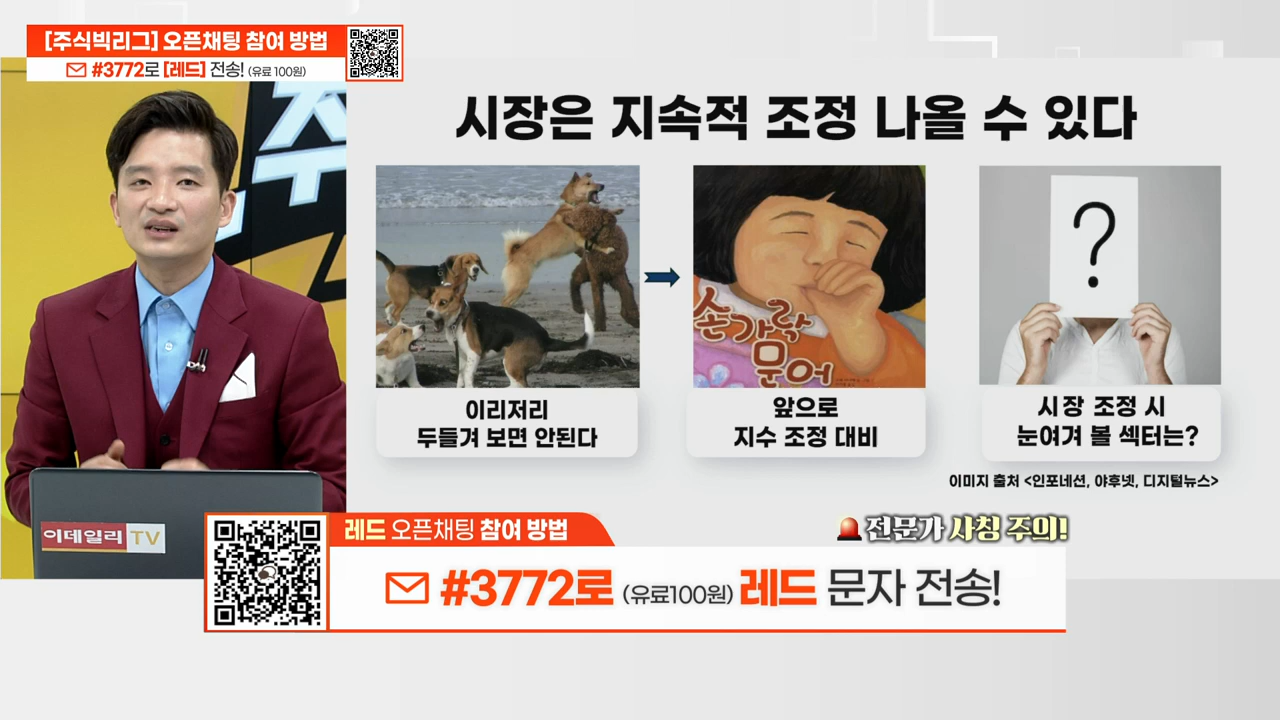 [주식빅리그] 오픈채팅 참여 방법
#3772로 [레드] 전송! (유료 100원)
시장은 지속적 조정 나올 수 있다
손가락
문어
이리저리
두들겨 보면 안된다
앞으로
지수 조정 대비
시장 조정 시
눈여겨 볼 섹터는?
이미지 출처 <인포네션, 야후넷, 디지털뉴스>
이데일리 TV
레드 오픈채팅 참여 방법
전문가 사칭 주의!
#3772로 (유료100원) 레드 문자 전송!